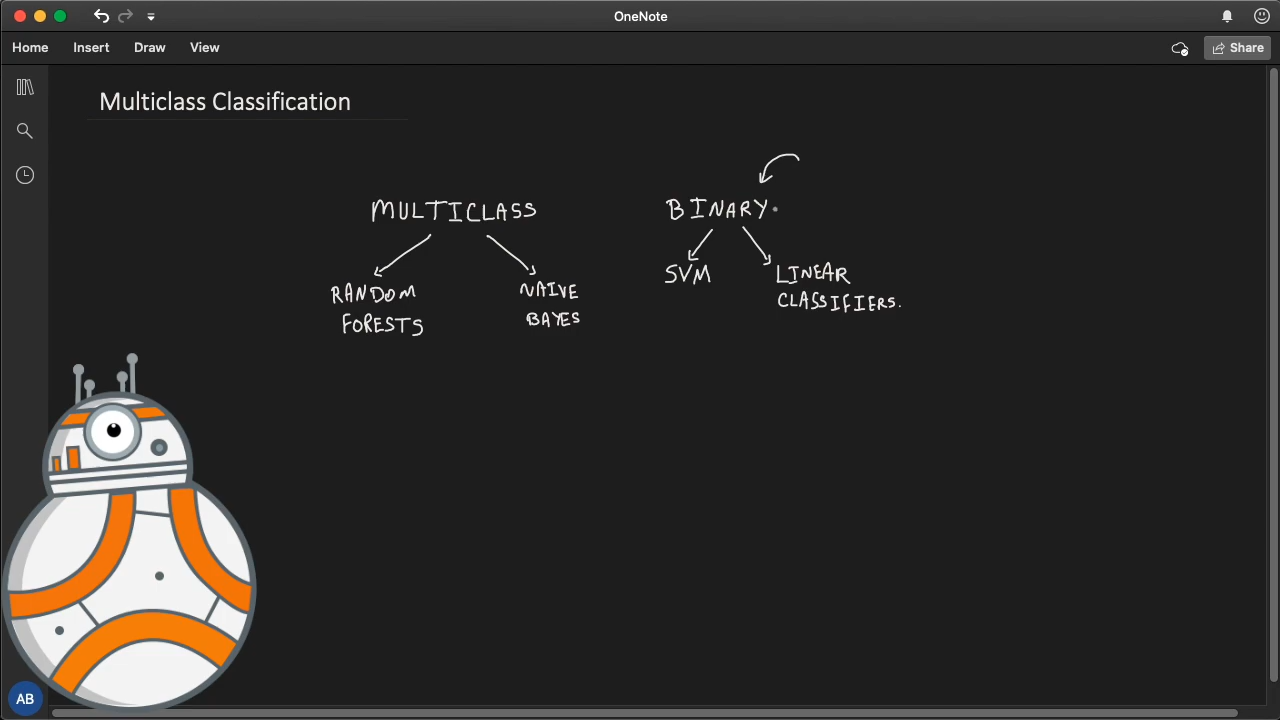 OneNote
Home Insert Draw View Share
Multiclass Classification
MULTICLASS BINARY
RANDOM
FORESTS
NAIVE
BAYES
SVM
LINEAR
CLASSIFIERS.
AB